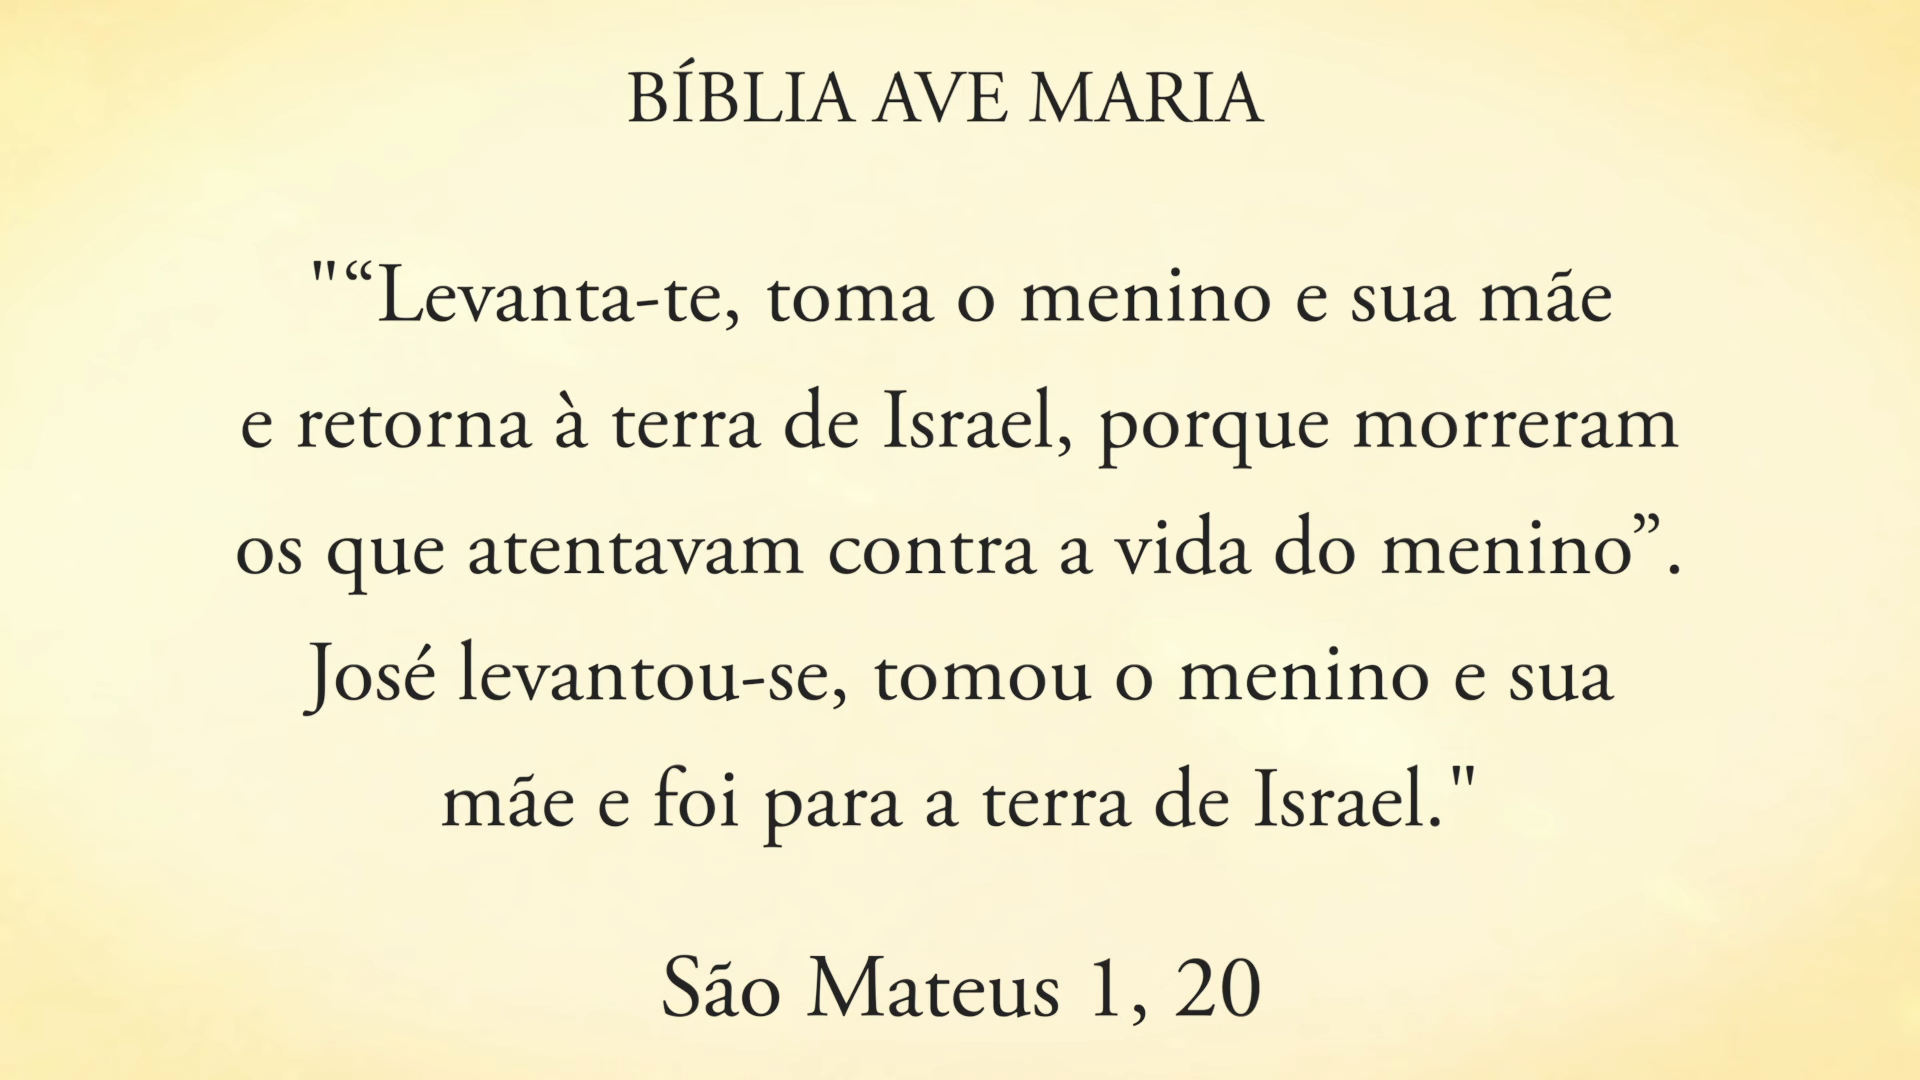 BÍBLIA AVE MARIA
"“Levanta-te, toma o menino e sua mãe
e retorna à terra de Israel, porque morreram
os que atentavam contra a vida do menino”.
José levantou-se, tomou o menino e sua
mãe e foi para a terra de Israel."
São Mateus 1, 20